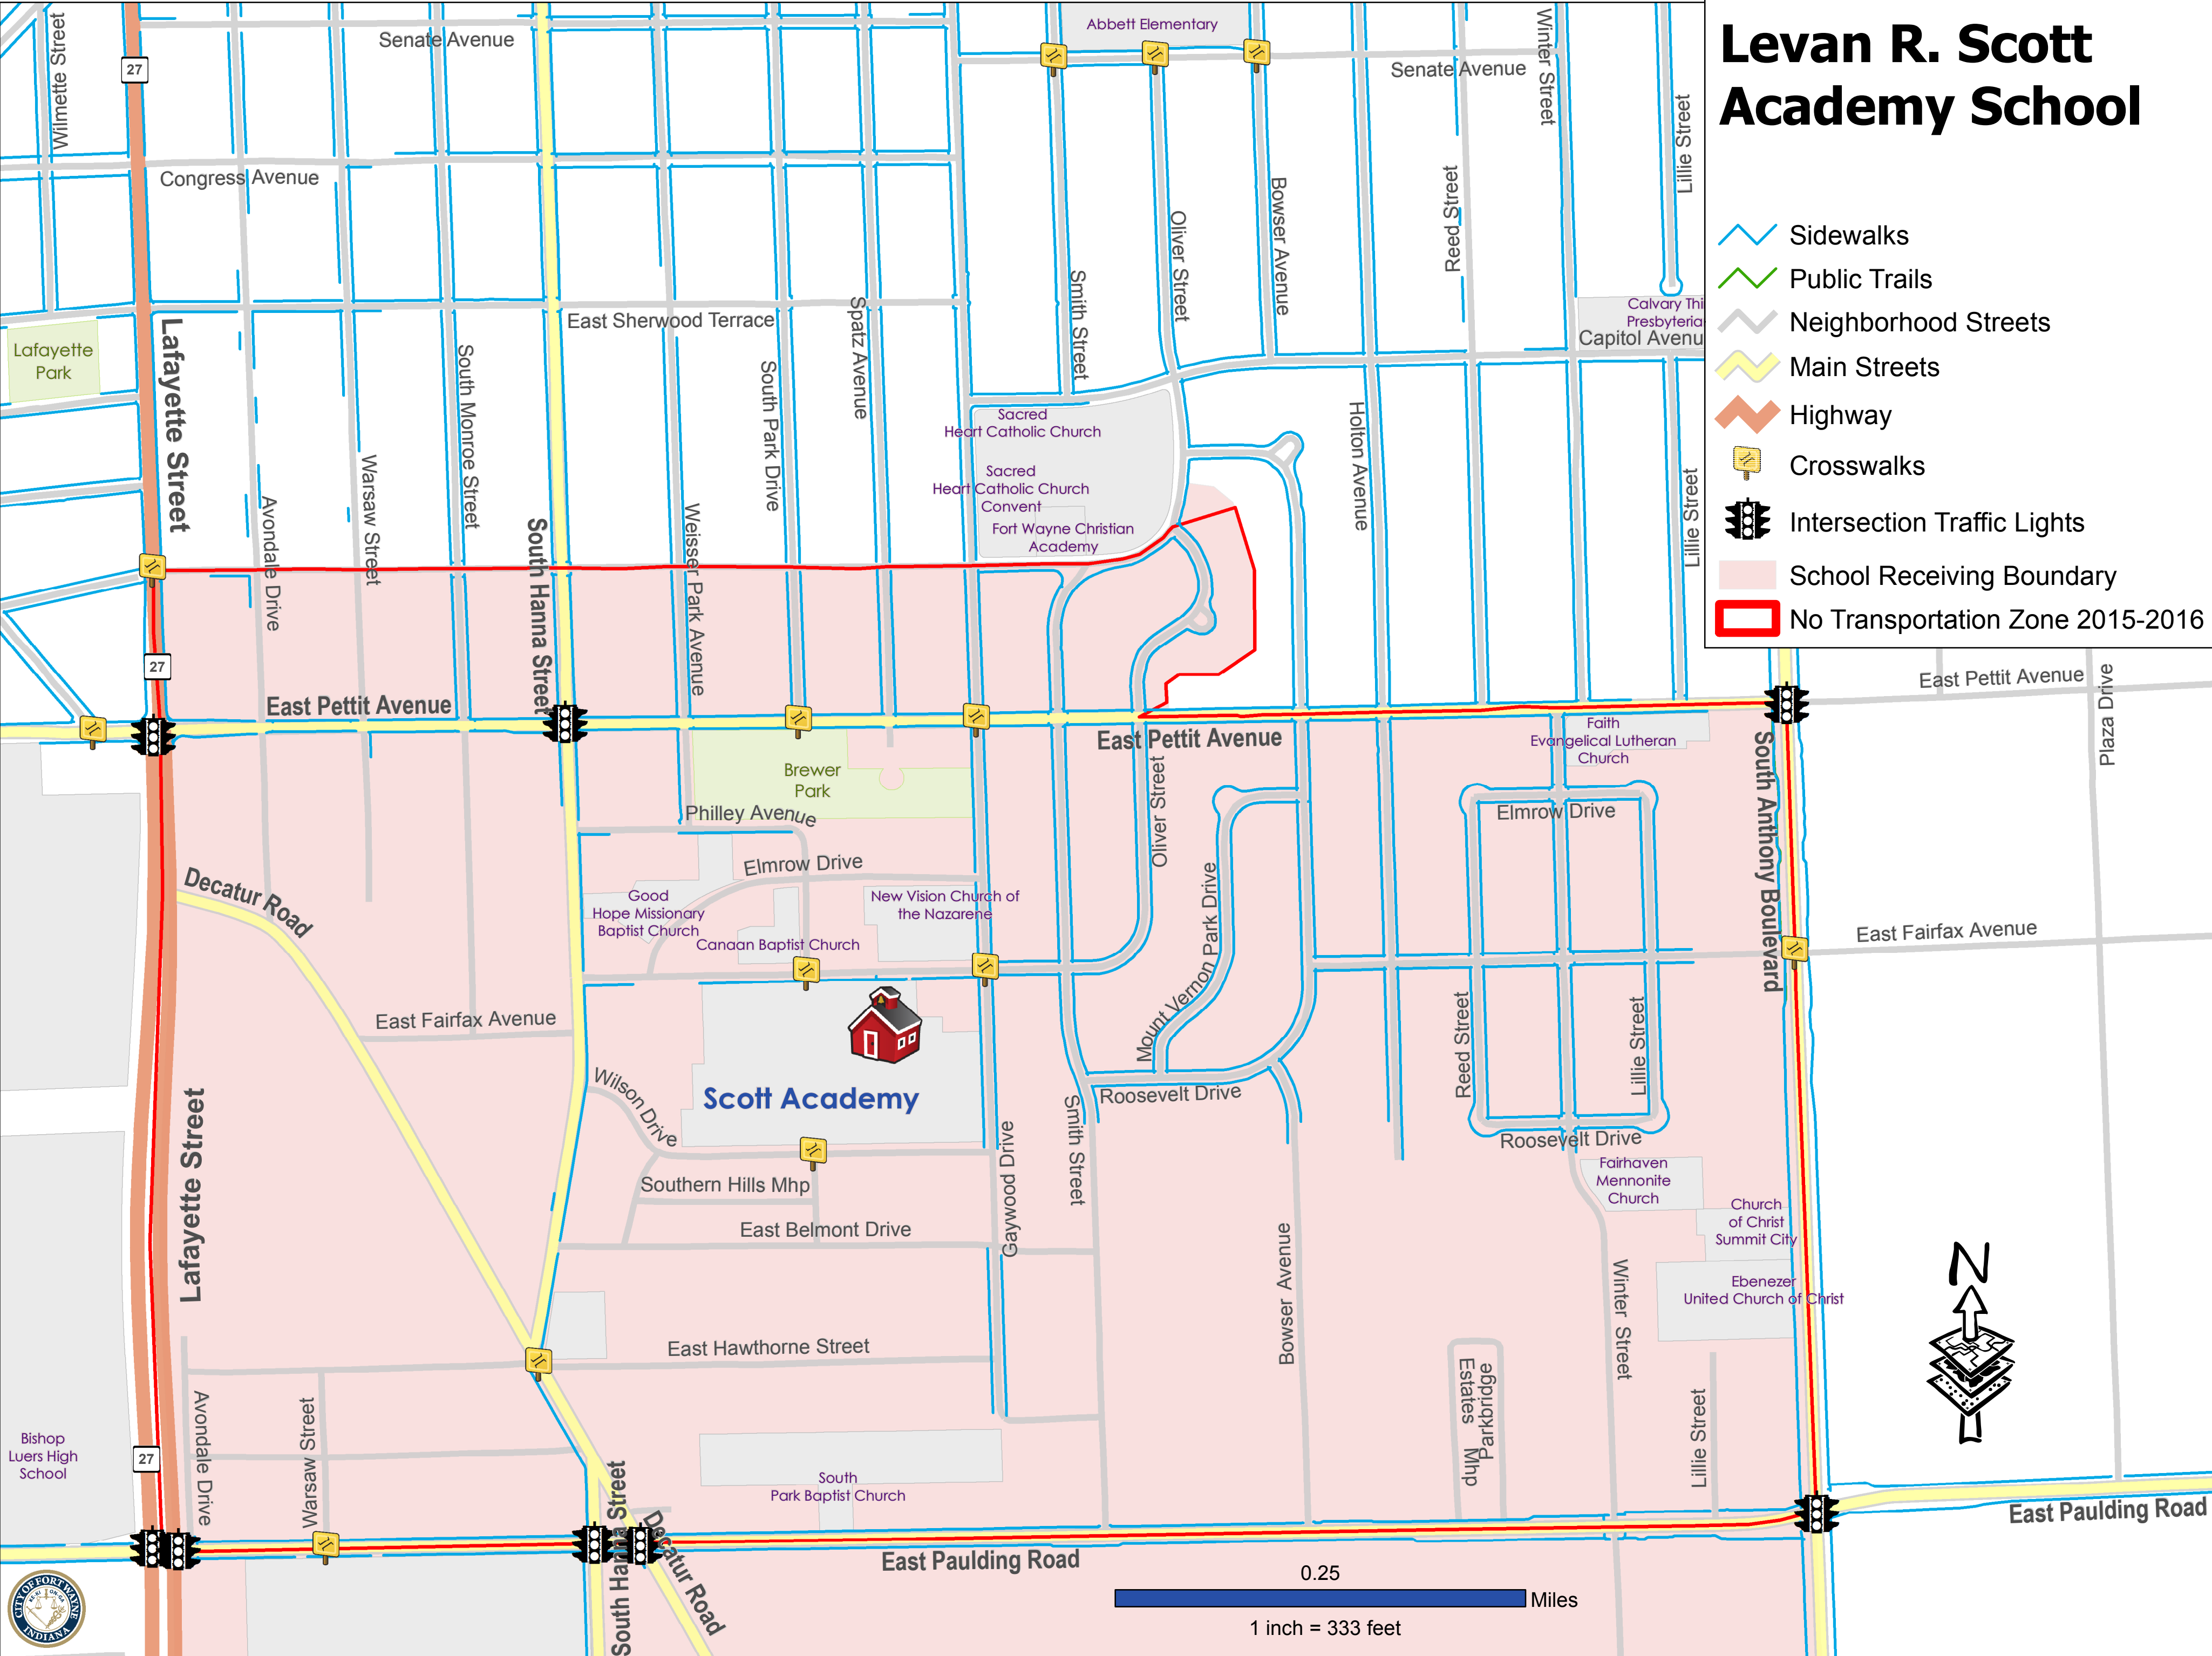 Levan R. Scott
Academy School
Sidewalks
Public Trails
Neighborhood Streets
Main Streets
Highway
Crosswalks
Intersection Traffic Lights
School Receiving Boundary
No Transportation Zone 2015-2016
Abbett Elementary
Senate Avenue
Senate Avenue
Wilmette Street
27
Winter Street
Lillie Street
Congress Avenue
Reed Street
Bowser Avenue
Oliver Street
Smith Street
Calvary Thi
Presbyteria
Capitol Avenu
East Sherwood Terrace
Spatz Avenue
Lafayette
Park
Lafayette Street
South Monroe Street
South Park Drive
Holton Avenue
Sacred
Heart Catholic Church
Sacred
Heart Catholic Church
Convent
Fort Wayne Christian
Academy
Lillie Street
Avondale Drive
Warsaw Street
South Hanna Street
Weisser Park Avenue
27
East Pettit Avenue
East Pettit Avenue
East Pettit Avenue
Plaza Drive
Faith
Evangelical Lutheran
Church
South Anthony Boulevard
Brewer
Park
Philley Avenue
Oliver Street
Elmrow Drive
Elmrow Drive
Decatur Road
Good
Hope Missionary
Baptist Church
New Vision Church of
the Nazarene
Canaan Baptist Church
Mount Vernon Park Drive
East Fairfax Avenue
East Fairfax Avenue
Reed Street
Lillie Street
Wilson Drive
Scott Academy
Roosevelt Drive
Smith Street
Gaywood Drive
Roosevelt Drive
Lafayette Street
Southern Hills Mhp
East Belmont Drive
Fairhaven
Mennonite
Church
Church
of Christ
Summit City
Ebenezer
United Church of Christ
Bowser Avenue
Winter Street
N
East Hawthorne Street
Parkbridge
Estates Mhp
Lillie Street
Avondale Drive
Warsaw Street
Bishop
Luers High
School
27
South
Park Baptist Church
South Hanna Street
Decatur Road
East Paulding Road
East Paulding Road
0.25
Miles
1 inch = 333 feet
CITY OF FORT WAYNE
INDIANA